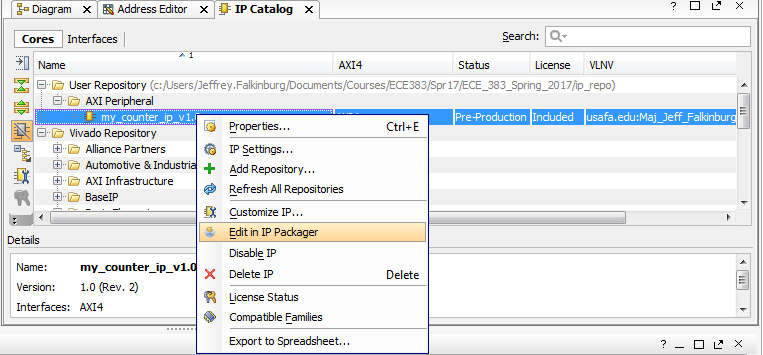 Diagram × Address Editor × IP Catalog ×
Cores Interfaces Search:
Name 1 AXI4 Status License VLNV
User Repository (c:/Users/Jeffrey.Falkinburg/Documents/Courses/ECE383/Spr17/ECE_383_Spring_2017/ip_repo)
AXI Peripheral
my_counter_ip_v1.0 Pre-Production Included usafa.edu:Maj_Jeff_Falkinburg
Vivado Repository
Alliance Partners
Automotive & Industrial
AXI Infrastructure
BaseIP
Details
Name: my_counter_ip_v1.0
Version: 1.0 (Rev. 2)
Interfaces: AXI4
Properties... Ctrl+E
IP Settings...
Add Repository...
Refresh All Repositories
Customize IP...
Edit in IP Packager
Disable IP
Delete IP Delete
License Status
Compatible Families
Export to Spreadsheet...